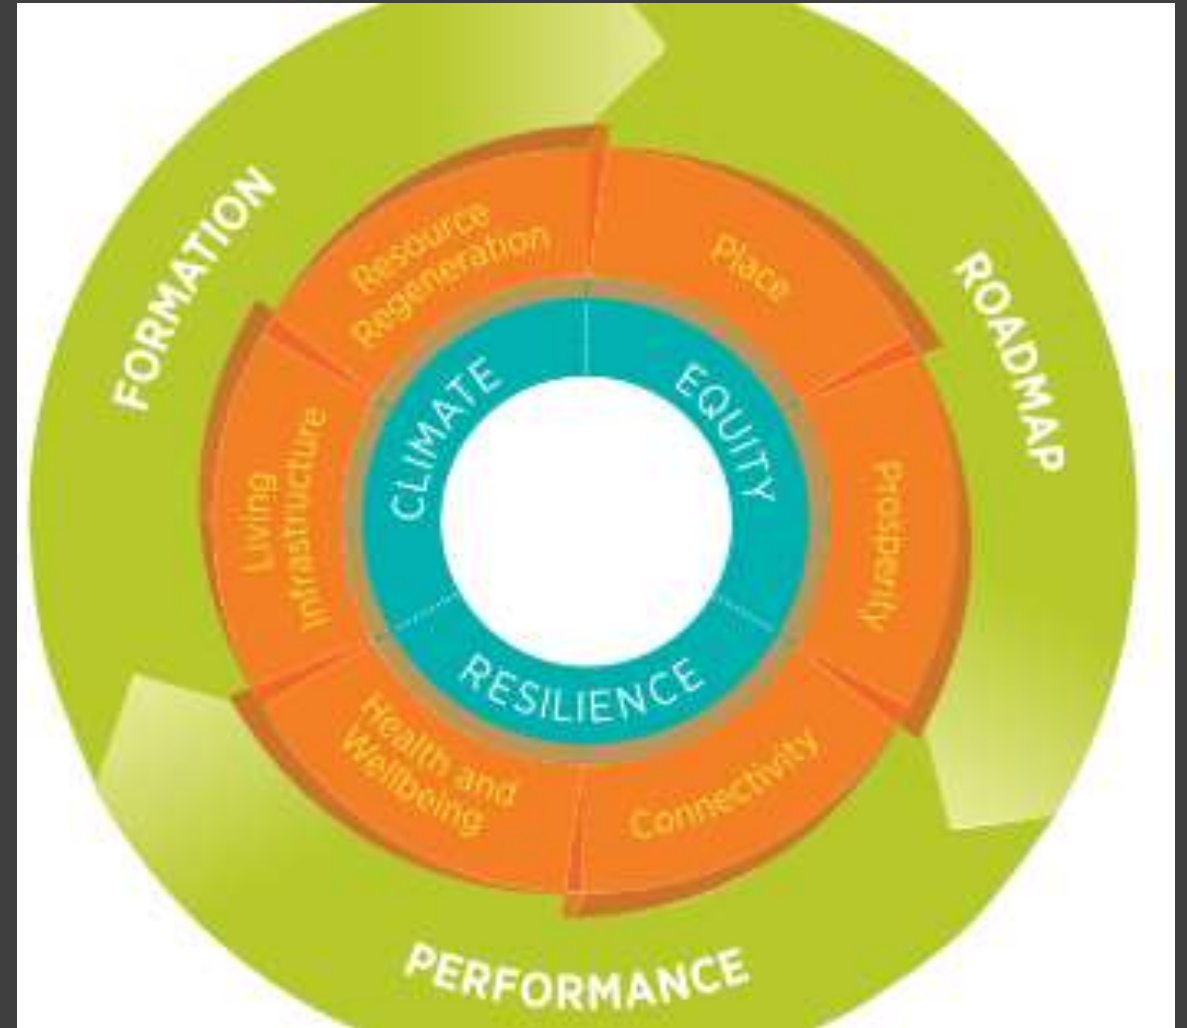 FORMATION
ROADMAP
PERFORMANCE
Resource
Regeneration
Place
Prosperity
Connectivity
Health and
Wellbeing
Living
Infrastructure
CLIMATE
EQUITY
RESILIENCE